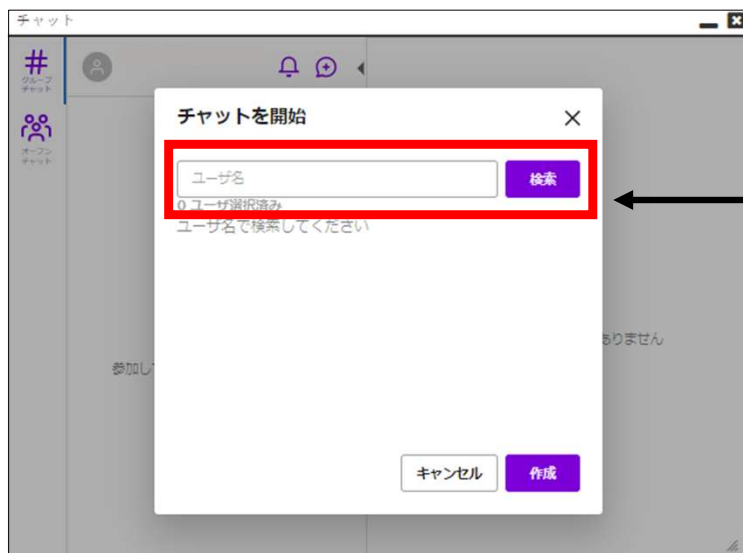 チャット
グループ
チャット
オープン
チャット
チャットを開始
ユーザ名
検索
0 ユーザ選択済み
ユーザ名で検索してください
ありません
参加し
キャンセル
作成